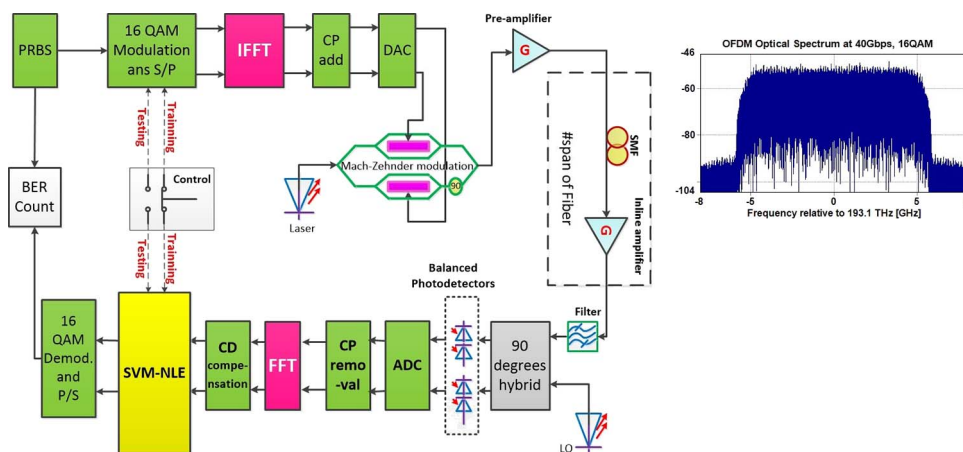 PRBS
16 QAM
Modulation
ans S/P
IFFT
CP
add
DAC
Pre-amplifier
G
OFDM Optical Spectrum at 40Gbps, 16QAM
-46
-60
-80
-104
-8
-5
0
5
8
Frequency relative to 193.1 THz [GHz]
Testing
Trainning
Control
BER
Count
Mach-Zehnder modulation
90
Laser
#span of Fiber
SMF
G
Inline amplifier
Testing
Trainning
Balanced
Photodetectors
Filter
16
QAM
Demod.
and
P/S
SVM-NLE
CD
compe-
nsation
FFT
CP
remo
-val
ADC
90
degrees
hybrid
LO